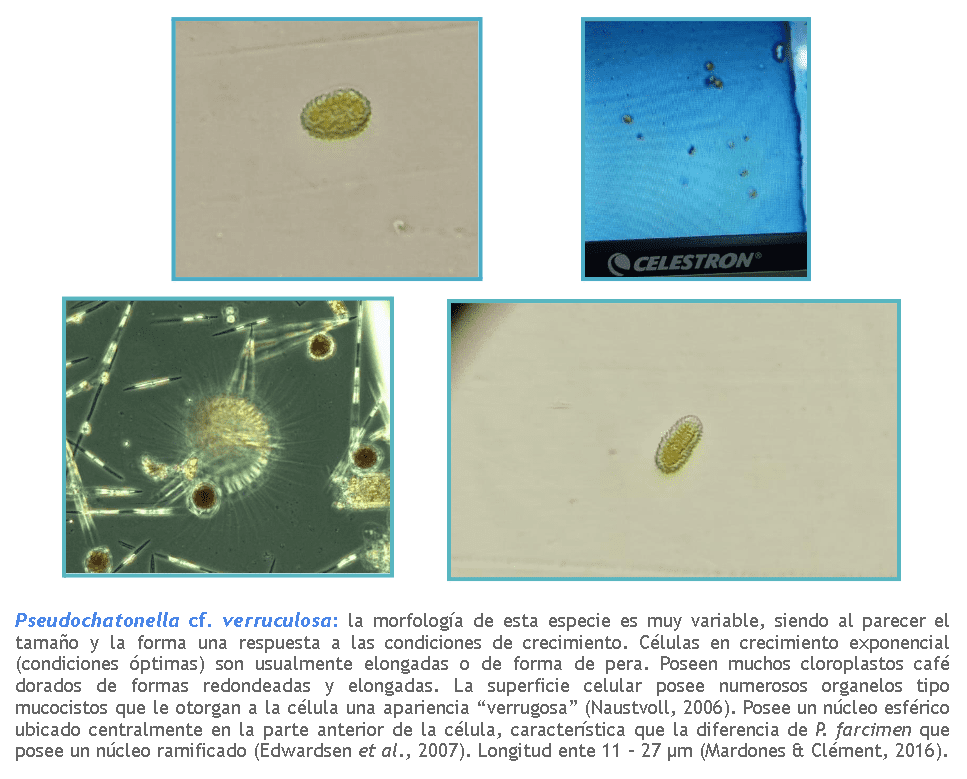 CELESTRON®
Pseudochatonella cf. verruculosa: la morfología de esta especie es muy variable, siendo al parecer el
tamaño y la forma una respuesta a las condiciones de crecimiento. Células en crecimiento exponencial
(condiciones óptimas) son usualmente elongadas o de forma de pera. Poseen muchos cloroplastos café
dorados de formas redondeadas y elongadas. La superficie celular posee numerosos organelos tipo
mucocistos que le otorgan a la célula una apariencia “verrugosa” (Naustvoll, 2006). Posee un núcleo esférico
ubicado centralmente en la parte anterior de la célula, característica que la diferencia de P. farcimen que
posee un núcleo ramificado (Edwardsen et al., 2007). Longitud ente 11 - 27 µm (Mardones & Clément, 2016).